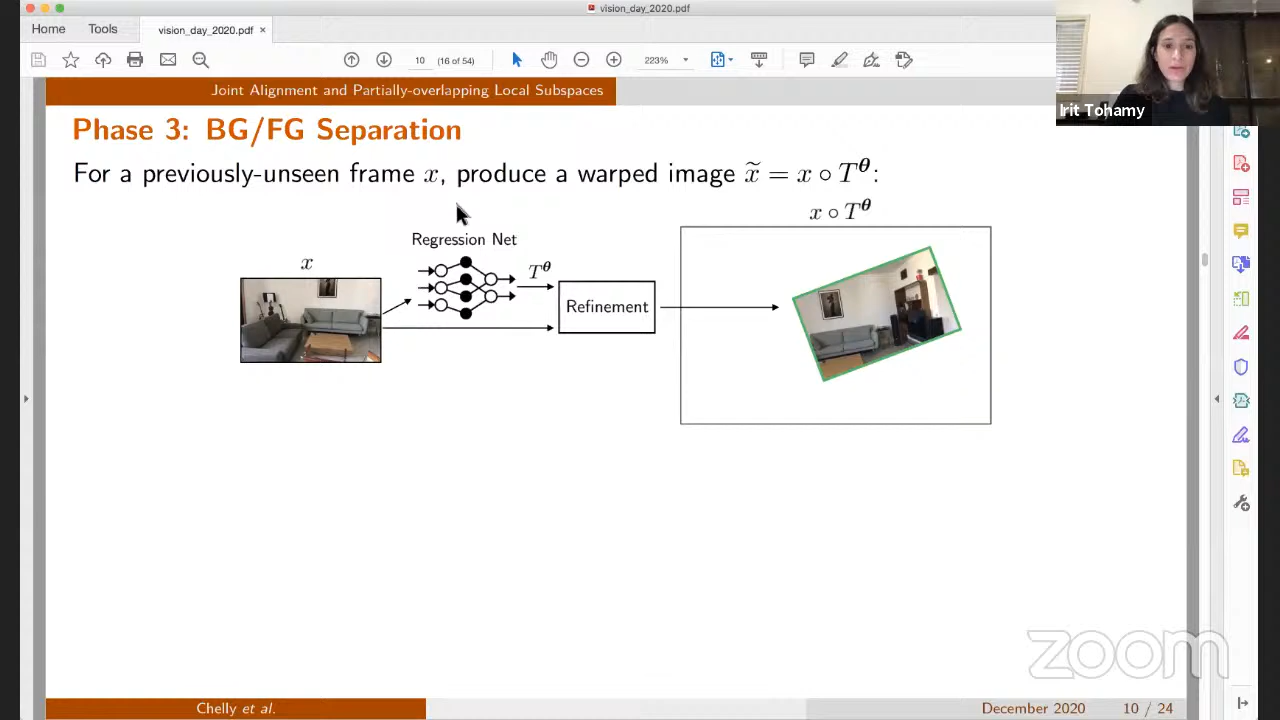 vision_day_2020.pdf
Home
Tools
vision_day_2020.pdf ×
10 (16 of 54)
223%
Irit Tohamy
Joint Alignment and Partially-overlapping Local Subspaces
Phase 3: BG/FG Separation
For a previously-unseen frame x, produce a warped image x̃ = x ∘ T^θ:
x ∘ T^θ
Regression Net
x
T^θ
Refinement
zoom
Chelly et al.
December 2020
10 / 24